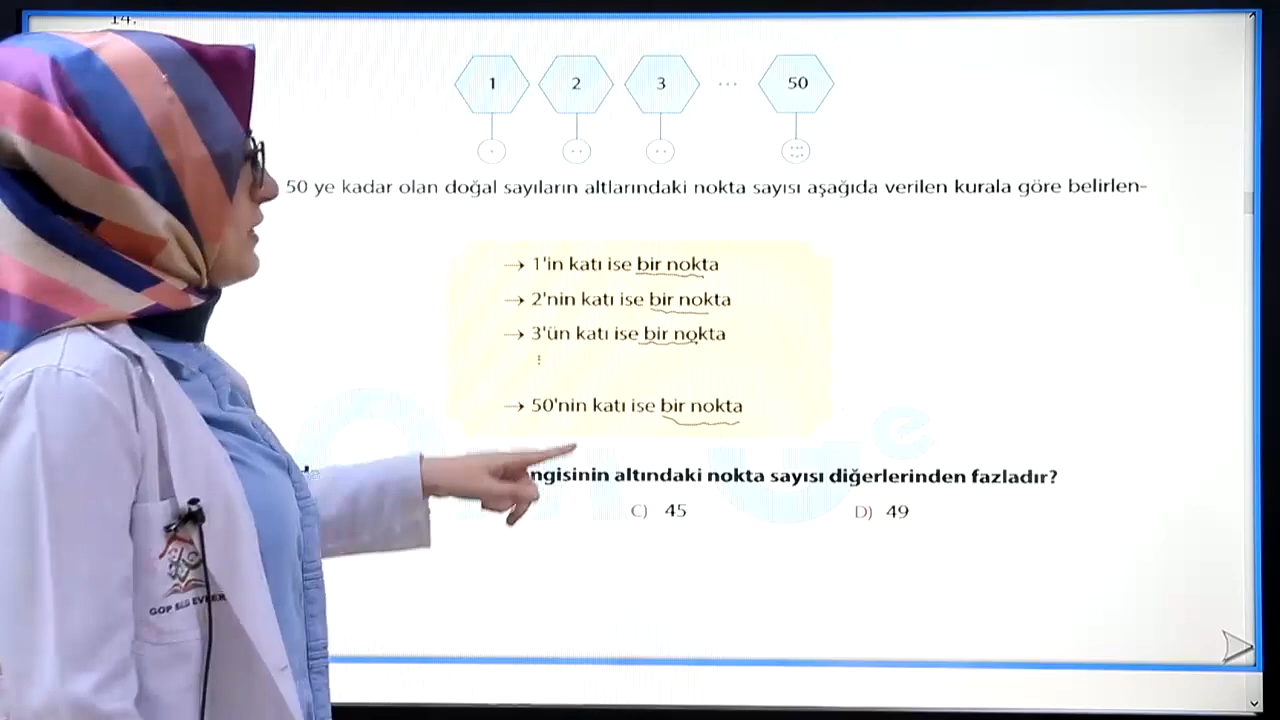 14.
1 2 3 ... 50
50 ye kadar olan doğal sayıların altlarındaki nokta sayısı aşağıda verilen kurala göre belirlen-
→ 1'in katı ise bir nokta
→ 2'nin katı ise bir nokta
→ 3'ün katı ise bir nokta
⋮
→ 50'nin katı ise bir nokta
ngisinin altındaki nokta sayısı diğerlerinden fazladır?
C) 45 D) 49
GOP